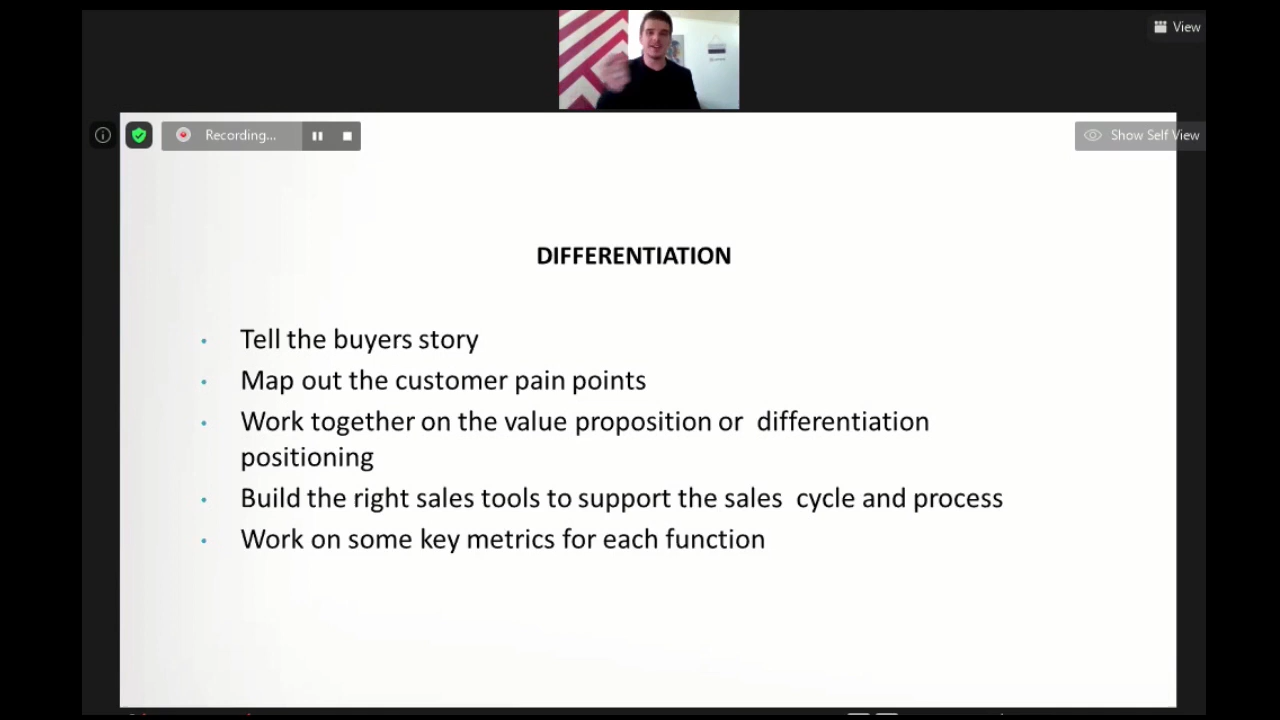 View
Recording...
Show Self View
DIFFERENTIATION
• Tell the buyers story
• Map out the customer pain points
• Work together on the value proposition or  differentiation
positioning
• Build the right sales tools to support the sales  cycle and process
• Work on some key metrics for each function